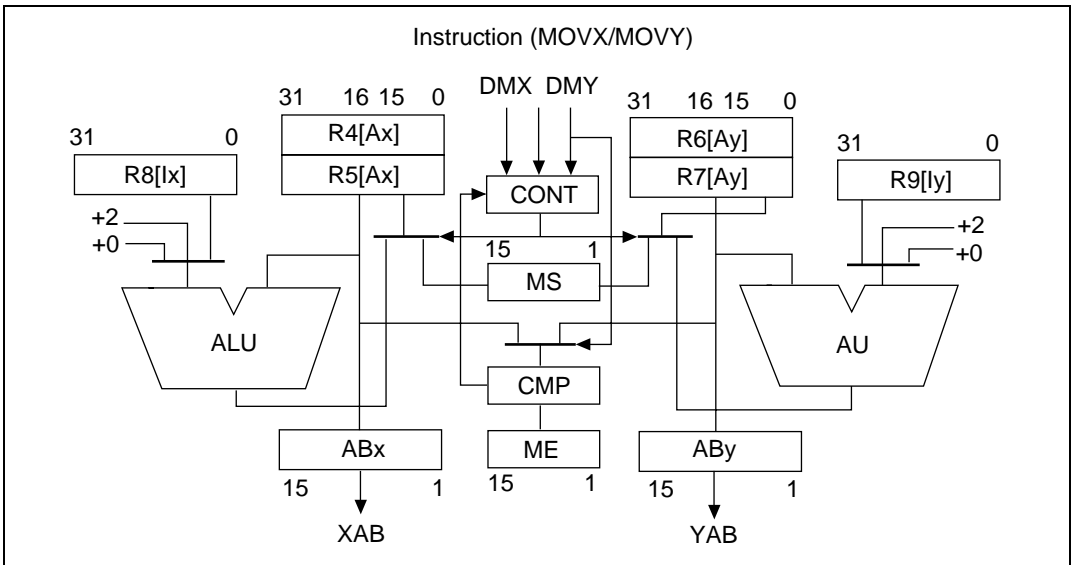 Instruction (MOVX/MOVY)
DMX DMY
31 16 15 0
31 16 15 0
R4[Ax]
R6[Ay]
31 0
31 0
R5[Ax]
R7[Ay]
R8[Ix]
R9[Iy]
CONT
+2
+0
+2
+0
15 1
MS
ALU
AU
CMP
ABx
ME
ABy
15 1
15 1
15 1
XAB
YAB